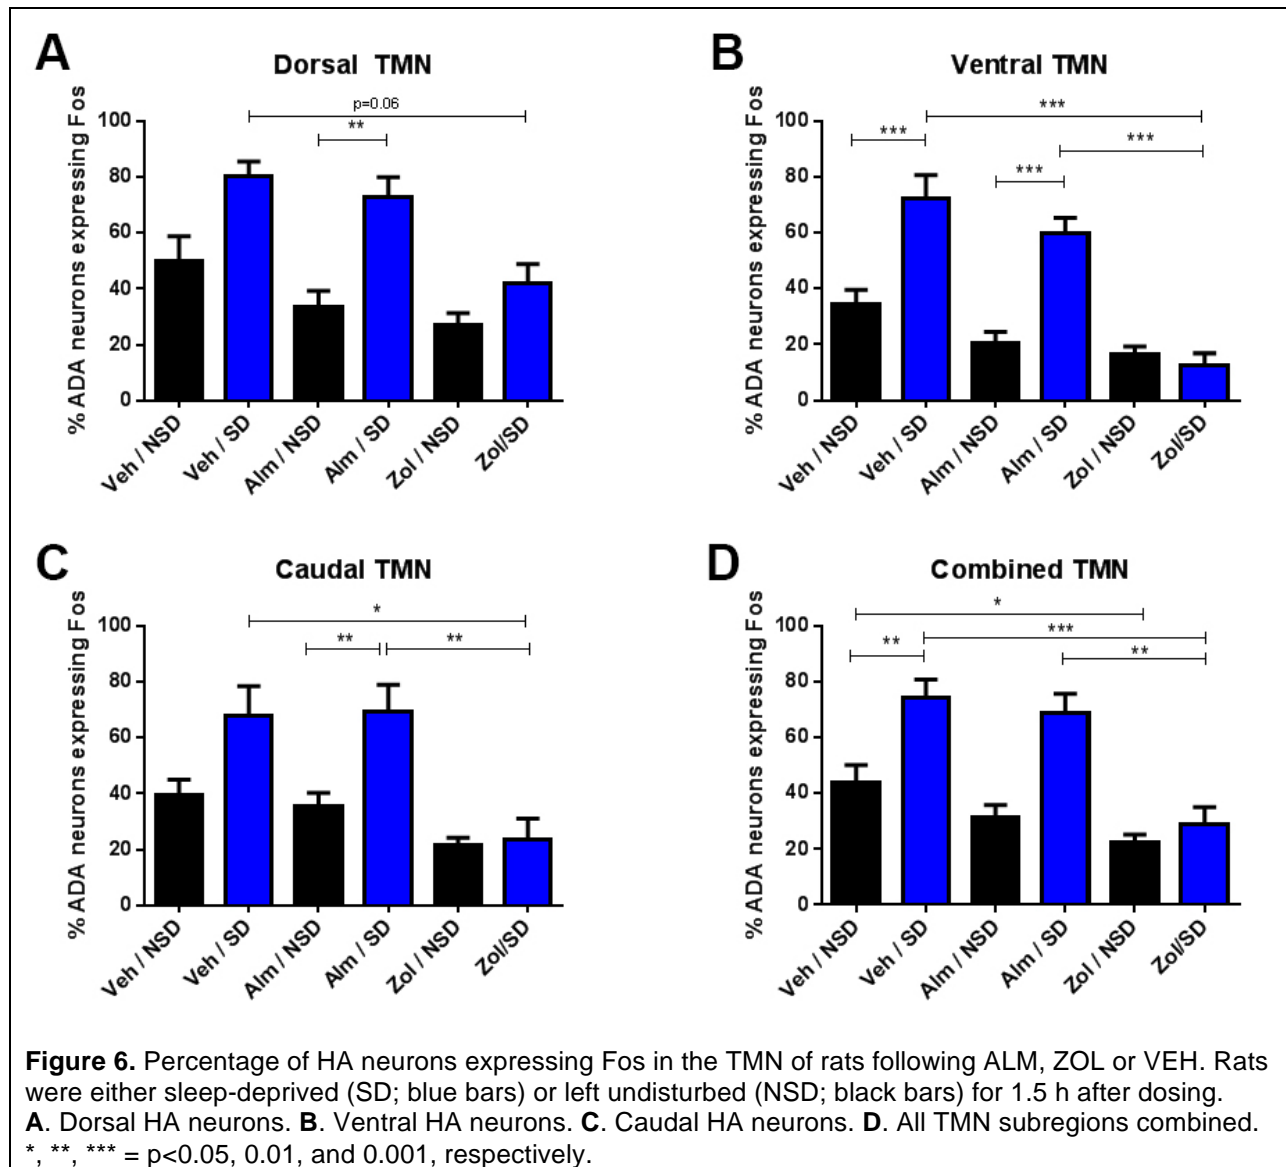 A
Dorsal TMN
% ADA neurons expressing Fos
100
80
60
40
20
0
p=0.06
**
Veh / NSD
Veh / SD
Alm / NSD
Alm / SD
Zol / NSD
Zol/SD
B
Ventral TMN
% ADA neurons expressing Fos
100
80
60
40
20
0
***
***
***
***
Veh / NSD
Veh / SD
Alm / NSD
Alm / SD
Zol / NSD
Zol/SD
C
Caudal TMN
% ADA neurons expressing Fos
100
80
60
40
20
0
*
**
**
Veh / NSD
Veh / SD
Alm / NSD
Alm / SD
Zol / NSD
Zol/SD
D
Combined TMN
% ADA neurons expressing Fos
100
80
60
40
20
0
*
***
**
**
Veh / NSD
Veh / SD
Alm / NSD
Alm / SD
Zol / NSD
Zol/SD
Figure 6. Percentage of HA neurons expressing Fos in the TMN of rats following ALM, ZOL or VEH. Rats
were either sleep-deprived (SD; blue bars) or left undisturbed (NSD; black bars) for 1.5 h after dosing.
A. Dorsal HA neurons. B. Ventral HA neurons. C. Caudal HA neurons. D. All TMN subregions combined.
*, **, *** = p<0.05, 0.01, and 0.001, respectively.